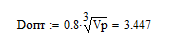 Dопт := 0.8·∛Vp = 3.447